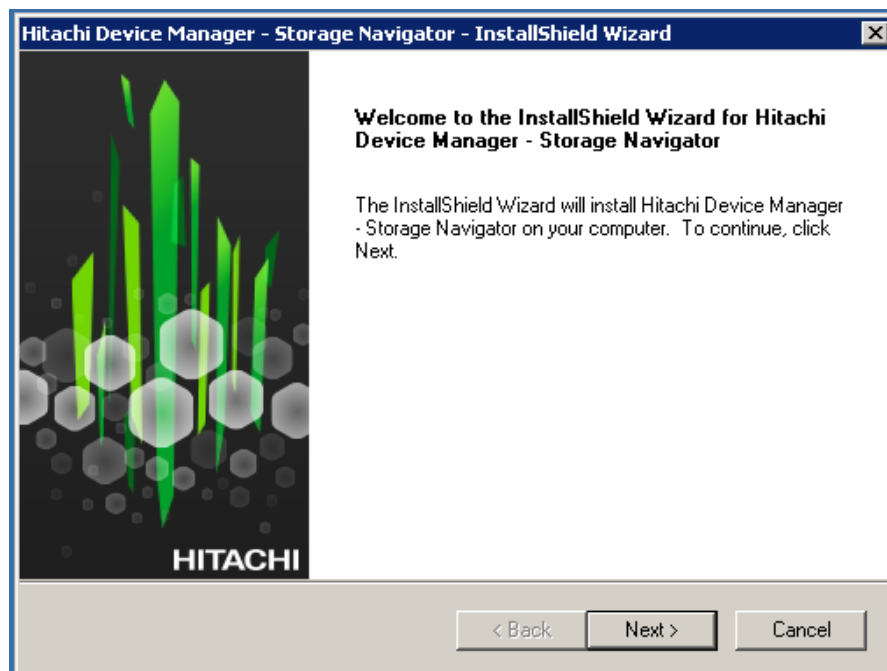 Hitachi Device Manager - Storage Navigator - InstallShield Wizard
Welcome to the InstallShield Wizard for Hitachi
Device Manager - Storage Navigator
The InstallShield Wizard will install Hitachi Device Manager
- Storage Navigator on your computer. To continue, click
Next.
HITACHI
< Back
Next >
Cancel